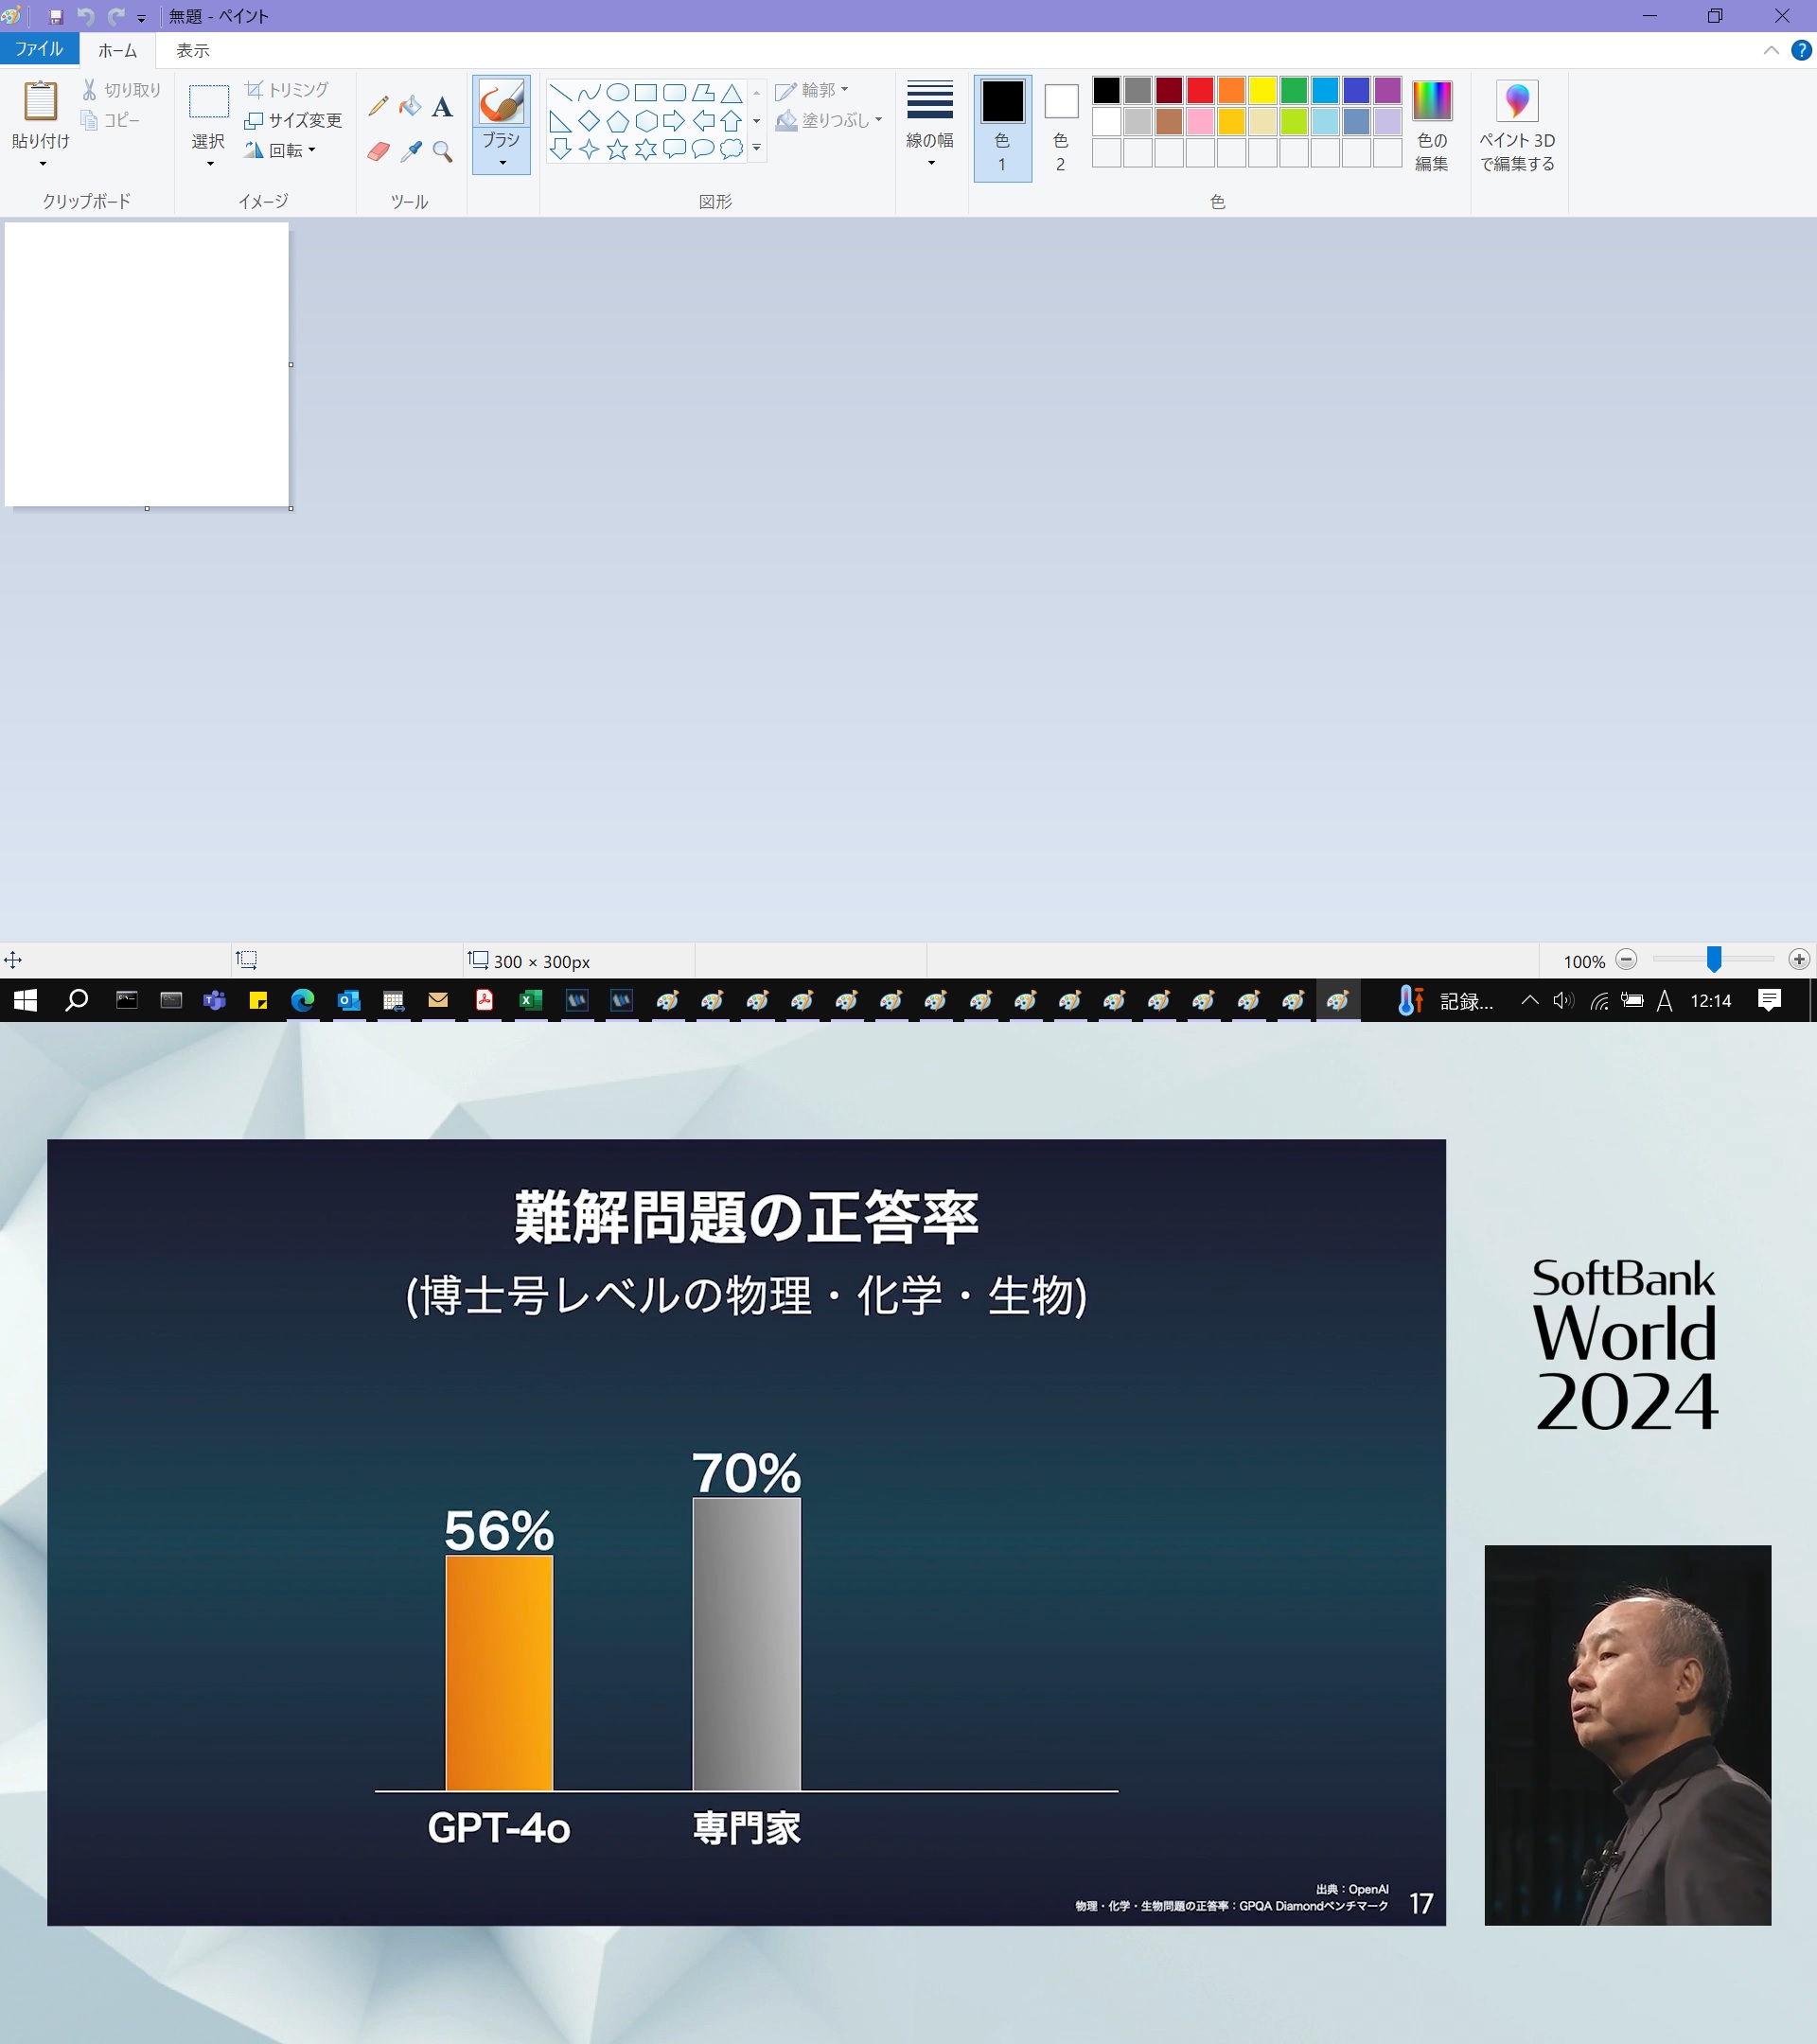 無題 - ペイント
ファイル ホーム 表示
貼り付け
切り取り
コピー
クリップボード
選択
トリミング
サイズ変更
回転
イメージ
A
ツール
ブラシ
輪郭
塗りつぶし
図形
線の幅
色
1
色
2
色の
編集
色
ペイント 3D
で編集する
300 × 300px
100%
記録...
A
12:14
難解問題の正答率
(博士号レベルの物理・化学・生物)
56%
70%
GPT-4o
専門家
出典：OpenAI
物理・化学・生物問題の正答率：GPQA Diamondベンチマーク
17
SoftBank
World
2024